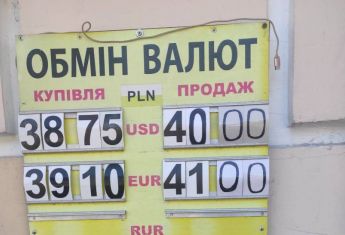 ОБМІН ВАЛЮТ
КУПІВЛЯ PLN ПРОДАЖ
38 75 USD 40 00
39 10 EUR 41 00
RUR